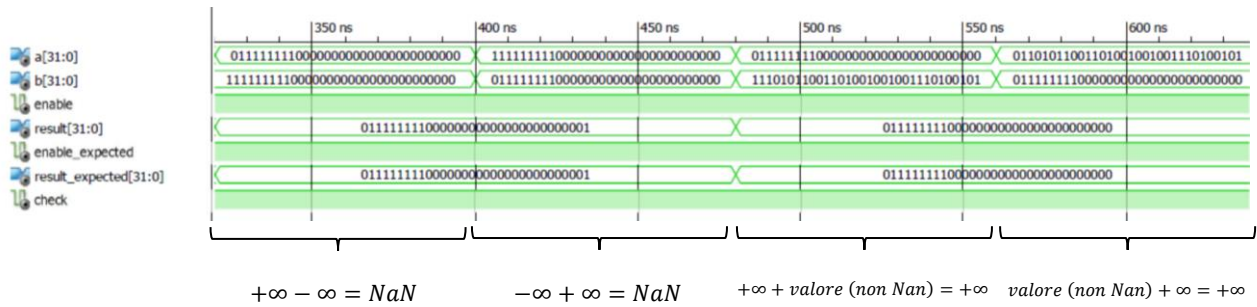 350 ns 400 ns 450 ns 500 ns 550 ns 600 ns
a[31:0] 01111111100000000000000000000000 11111111100000000000000000000000 01111111100000000000000000000000 01101011001101001001001110100101
b[31:0] 11111111100000000000000000000000 01111111100000000000000000000000 11101011001101001001001110100101 01111111100000000000000000000000
enable
result[31:0] 01111111100000000000000000000001 01111111100000000000000000000000
enable_expected
result_expected[31:0] 01111111100000000000000000000001 01111111100000000000000000000000
check
+∞ − ∞ = NaN −∞ + ∞ = NaN +∞ + valore (non Nan) = +∞ valore (non Nan) + ∞ = +∞